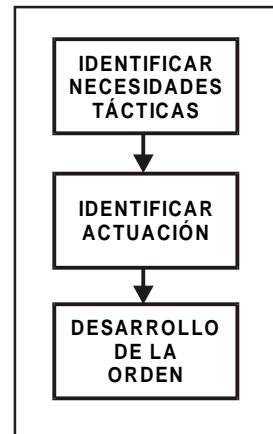 IDENTIFICAR
NECESIDADES
TÁCTICAS
IDENTIFICAR
ACTUACIÓN
DESARROLLO
DE LA
ORDEN